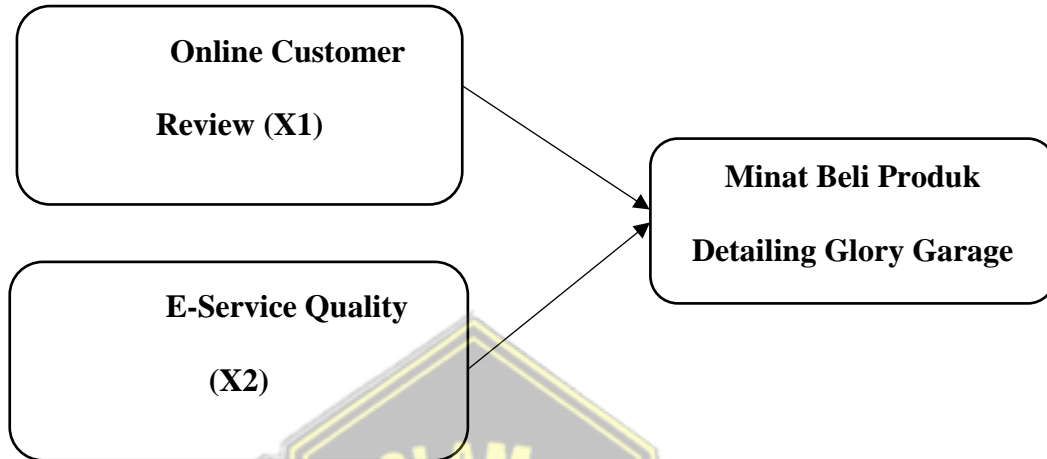 Online Customer
Review (X1)
Minat Beli Produk
Detailing Glory Garage
E-Service Quality
(X2)